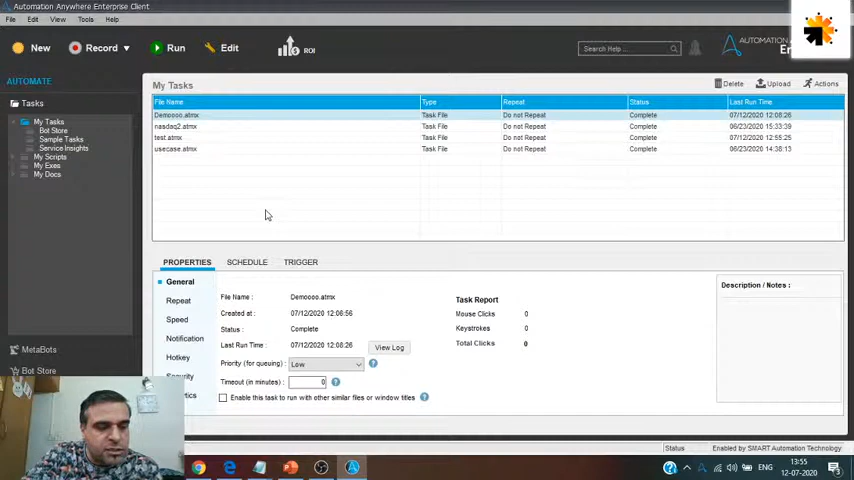 Automation Anywhere Enterprise Client
File Edit View Tools Help
New Record Run Edit ROI Search Help... AUTOMATION
AUTOMATE
Tasks
My Tasks
Bot Store
Sample Tasks
Service Insights
My Scripts
My Exes
My Docs
MetaBots
Bot Store
My Tasks Delete Upload Actions
File Name Type Repeat Status Last Run Time
Demoooo.atmx Task File Do not Repeat Complete 07/12/2020 12:08:26
nasdaq2.atmx Task File Do not Repeat Complete 06/23/2020 15:33:39
test.atmx Task File Do not Repeat Complete 07/12/2020 12:55:25
usecase.atmx Task File Do not Repeat Complete 06/23/2020 14:38:13
PROPERTIES SCHEDULE TRIGGER
General
Repeat
Speed
Notification
Hotkey
File Name : Demoooo.atmx
Created at : 07/12/2020 12:06:56
Status : Complete
Last Run Time : 07/12/2020 12:08:26 View Log
Priority (for queuing) : Low ?
Timeout (in minutes) : 0 ?
Enable this task to run with other similar files or window titles ?
Task Report
Mouse Clicks 0
Keystrokes 0
Total Clicks 0
Description / Notes :
Status Enabled by SMART Automation Technology
ENG 13:55
12-07-2020 3